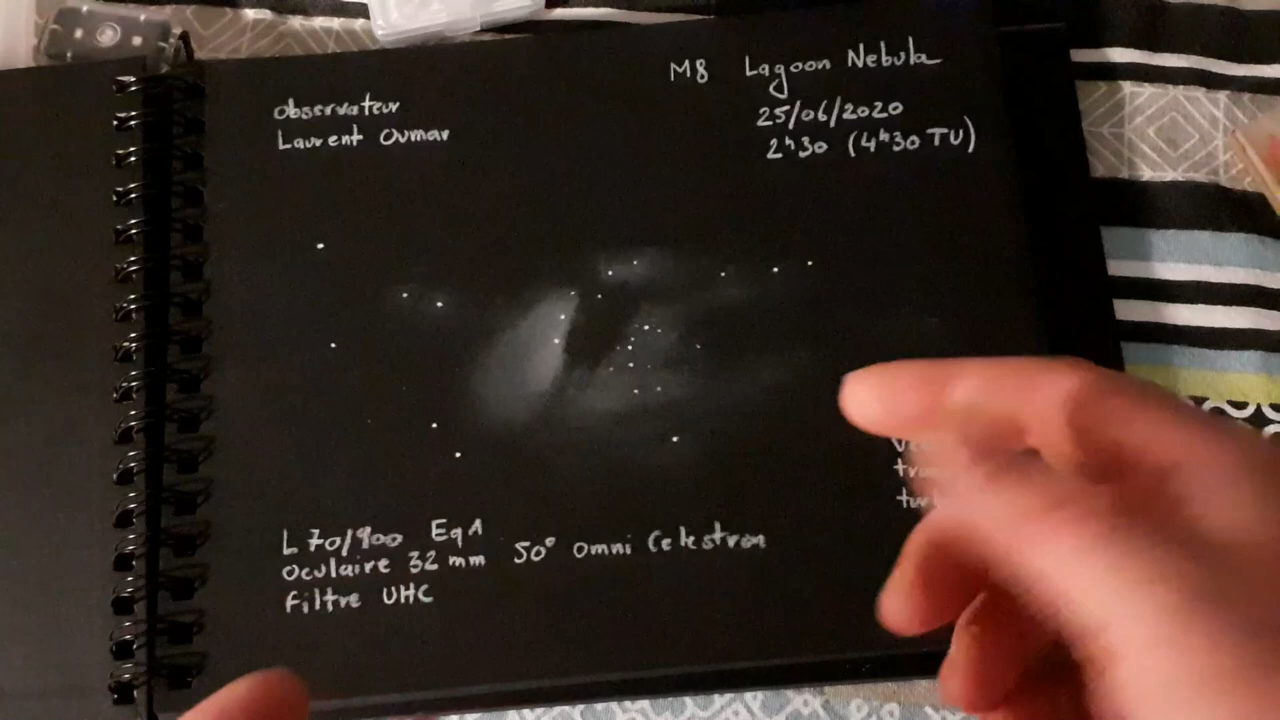 M8 Lagoon Nebula
25/06/2020
2h30 (4h30 TU)
Observateur
Laurent Oumar
L 70/900 Eq1
Oculaire 32 mm 50° Omni Celestron
Filtre UHC